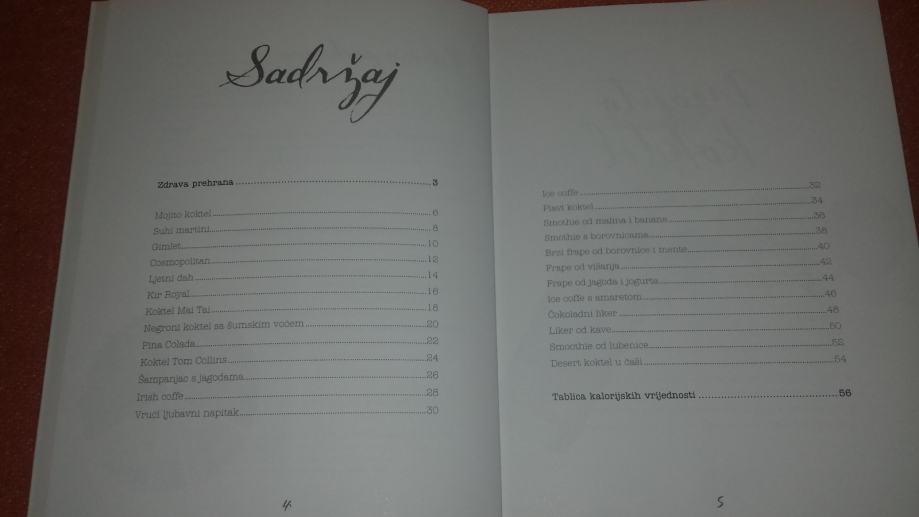 Sadržaj
Zdrava prehrana 3
Mojito koktel 6
Suhi martini 8
Gimlet 10
Cosmopolitan 12
Ljetni dah 14
Kir Royal 16
Koktel Mai Tai 18
Negroni koktel sa šumskim voćem 20
Pina Colada 22
Koktel Tom Collins 24
Šampanjac s jagodama 26
Irish coffe 28
Vrući ljubavni napitak 30
4
Ice coffe 32
Plavi koktel 34
Smothie od malina i banana 36
Smothie s borovnicama 38
Brzi frape od borovnice i mente 40
Frape od višanja 42
Frape od jagoda i jogurta 44
Ice coffe s amaretom 46
Čokoladni liker 48
Liker od kave 50
Smoothie od lubenice 52
Desert koktel u čaši 54
Tablica kalorijskih vrijednosti 56
5